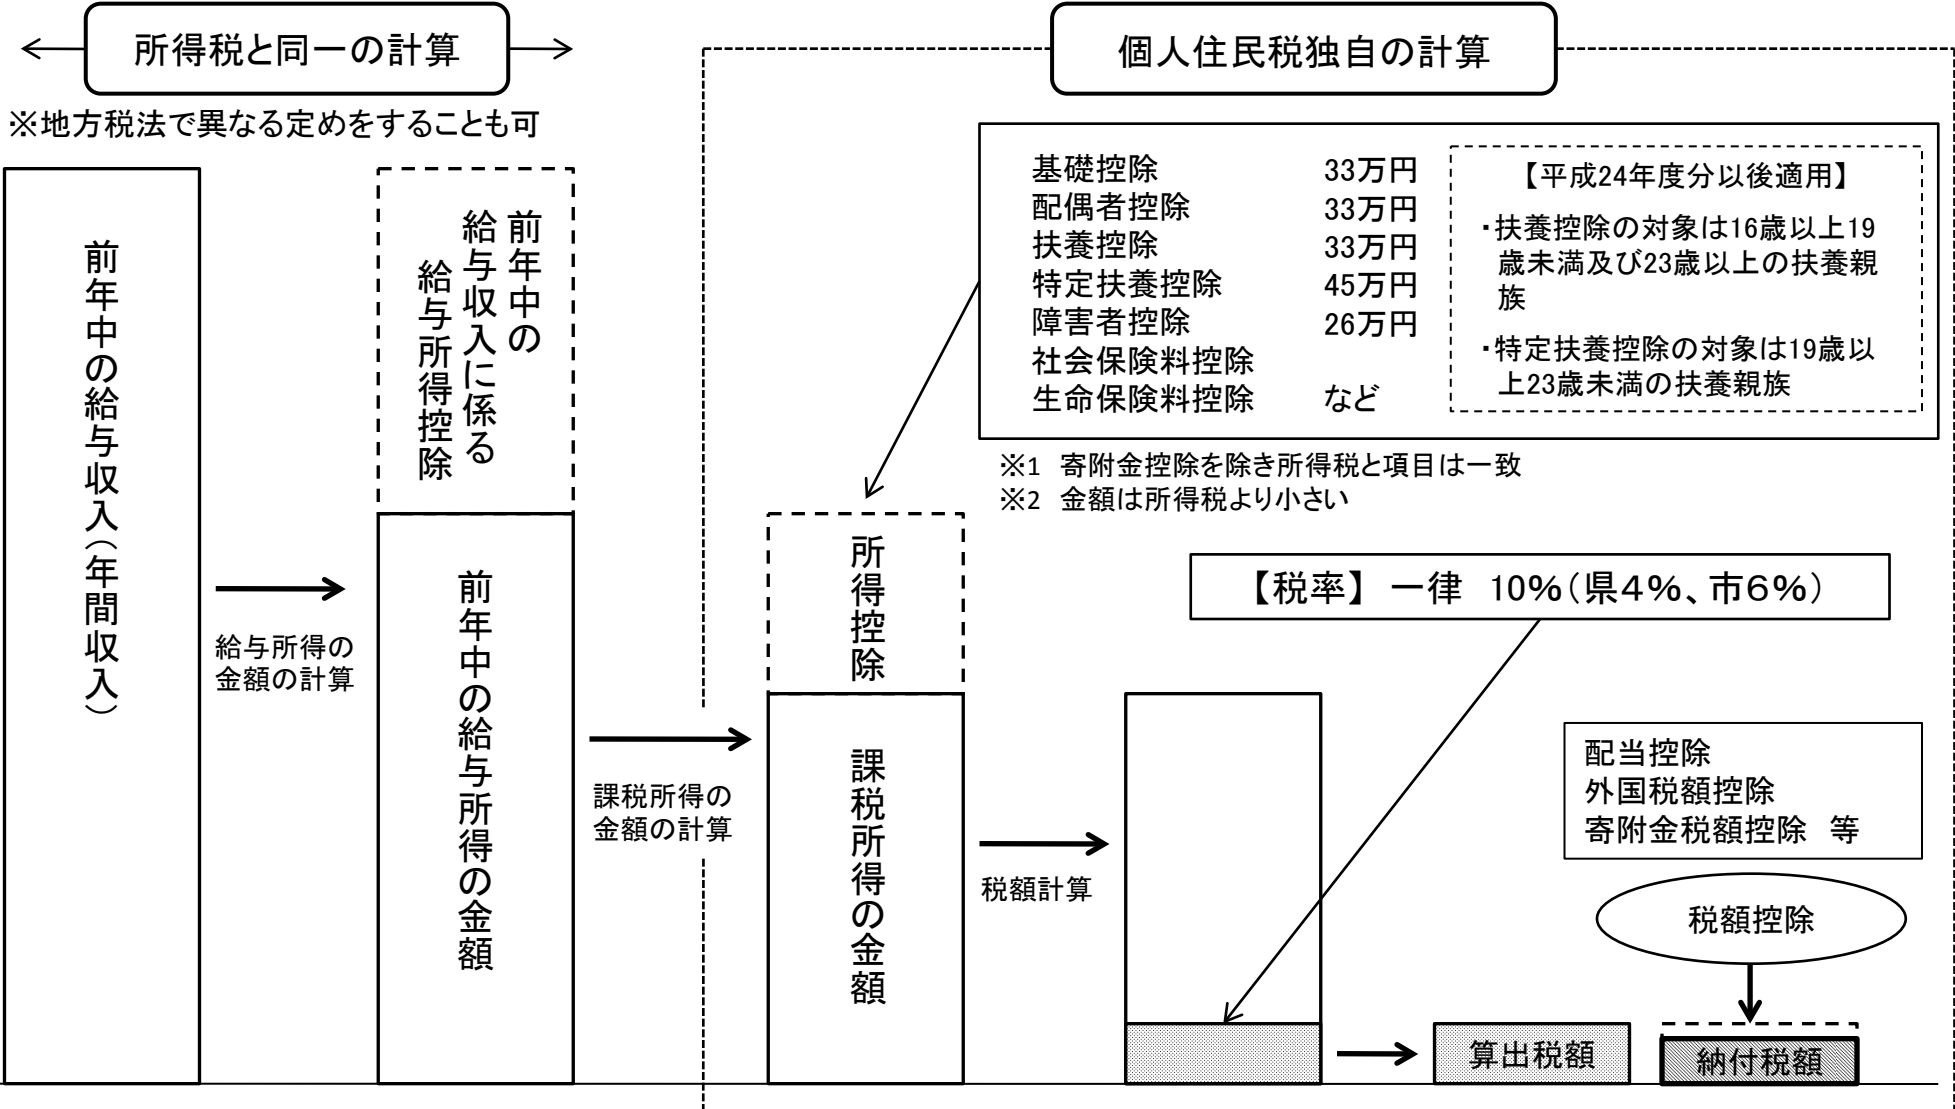 所得税と同一の計算
※地方税法で異なる定めをすることも可
個人住民税独自の計算
前年中の給与収入（年間収入）
給与所得の
金額の計算
前年中の
給与収入に係る
給与所得控除
前年中の給与所得の金額
課税所得の
金額の計算
基礎控除 33万円
配偶者控除 33万円
扶養控除 33万円
特定扶養控除 45万円
障害者控除 26万円
社会保険料控除
生命保険料控除 など
【平成24年度分以後適用】
・扶養控除の対象は16歳以上19
歳未満及び23歳以上の扶養親
族
・特定扶養控除の対象は19歳以
上23歳未満の扶養親族
※1 寄附金控除を除き所得税と項目は一致
※2 金額は所得税より小さい
所得控除
課税所得の金額
税額計算
【税率】 一律 10％（県４％、市６％）
配当控除
外国税額控除
寄附金税額控除 等
税額控除
算出税額
納付税額